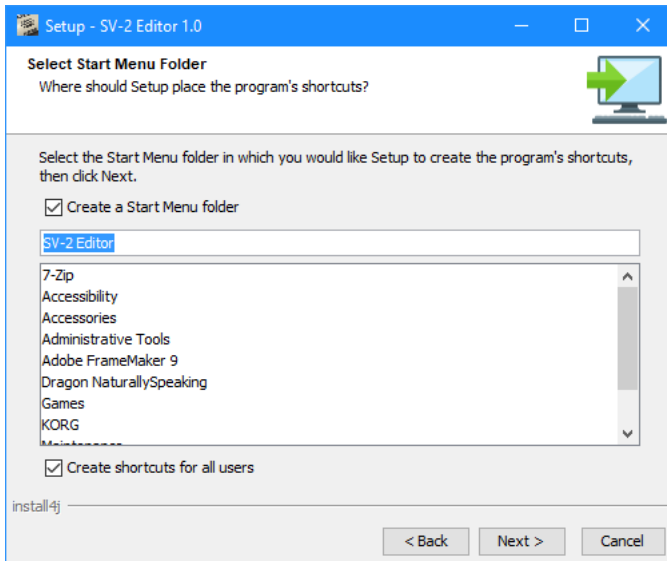 Setup - SV-2 Editor 1.0
Select Start Menu Folder
Where should Setup place the program's shortcuts?
Select the Start Menu folder in which you would like Setup to create the program's shortcuts,
then click Next.
Create a Start Menu folder
SV-2 Editor
7-Zip
Accessibility
Accessories
Administrative Tools
Adobe FrameMaker 9
Dragon NaturallySpeaking
Games
KORG
Maintenance
Create shortcuts for all users
install4j
< Back Next > Cancel